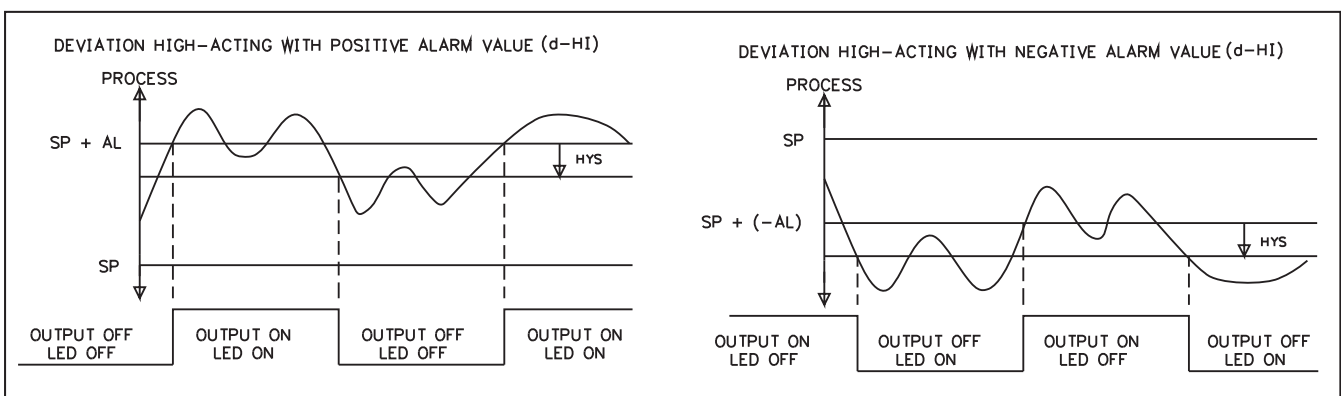 DEVIATION HIGH-ACTING WITH POSITIVE ALARM VALUE (d-HI)
PROCESS
SP + AL
HYS
SP
OUTPUT OFF
LED OFF
OUTPUT ON
LED ON
OUTPUT OFF
LED OFF
OUTPUT ON
LED ON
DEVIATION HIGH-ACTING WITH NEGATIVE ALARM VALUE (d-HI)
PROCESS
SP
SP + (-AL)
HYS
OUTPUT ON
LED OFF
OUTPUT OFF
LED ON
OUTPUT ON
LED OFF
OUTPUT OFF
LED ON